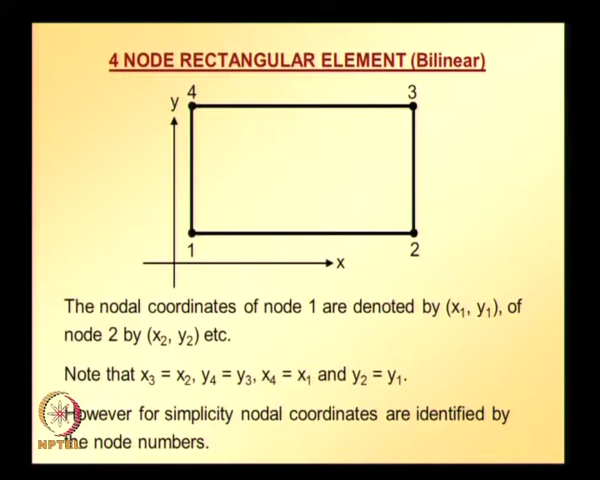 4 NODE RECTANGULAR ELEMENT (Bilinear)
4
3
y
1
2
x
The nodal coordinates of node 1 are denoted by (x₁, y₁), of
node 2 by (x₂, y₂) etc.
Note that x₃ = x₂, y₄ = y₃, x₄ = x₁ and y₂ = y₁.
However for simplicity nodal coordinates are identified by
the node numbers.
NPTEL